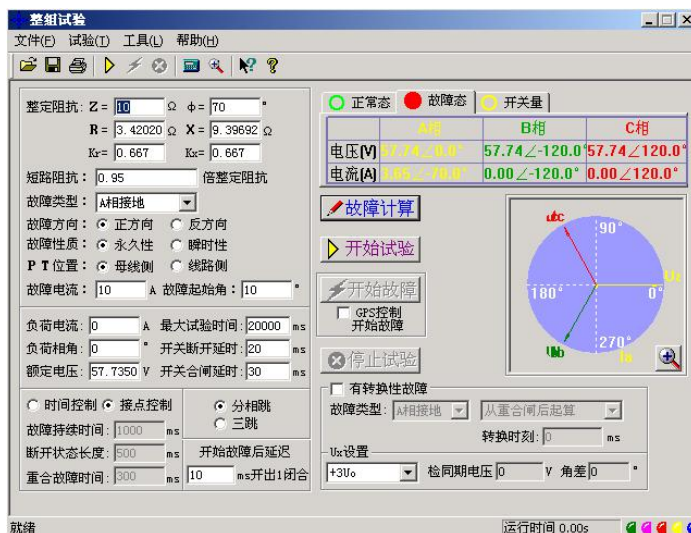 整组试验
文件(F) 试验(T) 工具(L) 帮助(H)
整定阻抗: Z = 10 Ω φ = 70 °
R = 3.42020 Ω X = 9.39692 Ω
Kr= 0.667 Kx= 0.667
短路阻抗: 0.95 倍整定阻抗
故障类型: A相接地
故障方向: 正方向 反方向
故障性质: 永久性 瞬时性
P T位置: 母线侧 线路侧
故障电流: 10 A 故障起始角: 10 °
负荷电流: 0 A 最大试验时间: 20000 ms
负荷相角: 0 ° 开关断开延时: 20 ms
额定电压: 57.7350 V 开关合闸延时: 30 ms
时间控制 接点控制
故障持续时间: 1000 ms
断开状态长度: 500 ms
重合故障时间: 300 ms
分相跳
三跳
开始故障后延迟
10 ms开出1闭合
正常态 故障态 开关量
A相 B相 C相
电压(V) 57.74∠0.0° 57.74∠-120.0° 57.74∠120.0°
电流(A) 3.65∠-70.0° 0.00∠-120.0° 0.00∠120.0°
故障计算
开始试验
开始故障
GPS控制
开始故障
停止试验
90°
180°
0°
270°
有转换性故障
故障类型: A相接地 从重合闸后起算
转换时刻: 0 ms
Ux设置
+3Uo 检同期电压 0 V 角差 0 °
就绪 运行时间 0.00s